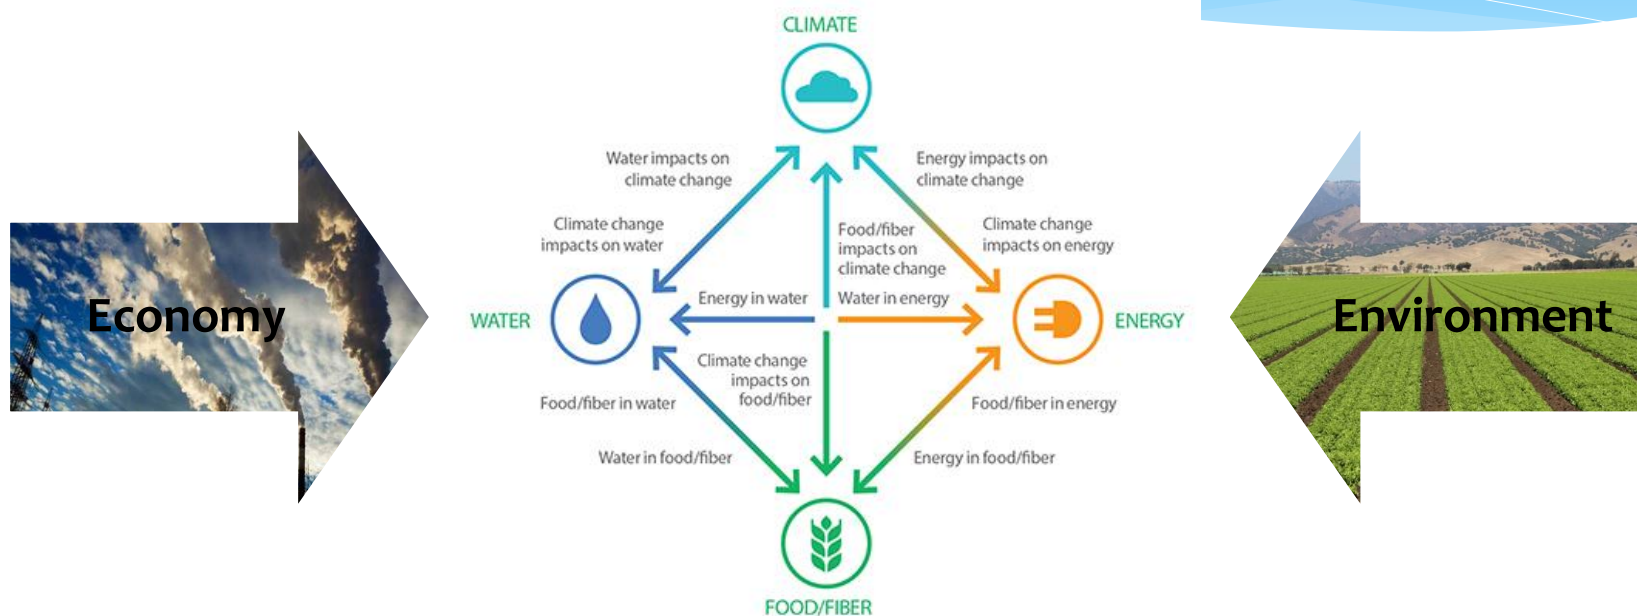 CLIMATE
Water impacts on
climate change
Energy impacts on
climate change
Climate change
impacts on water
Food/fiber
impacts on
climate change
Climate change
impacts on energy
Economy
WATER
Energy in water
Water in energy
ENERGY
Environment
Climate change
impacts on
food/fiber
Food/fiber in water
Food/fiber in energy
Water in food/fiber
Energy in food/fiber
FOOD/FIBER